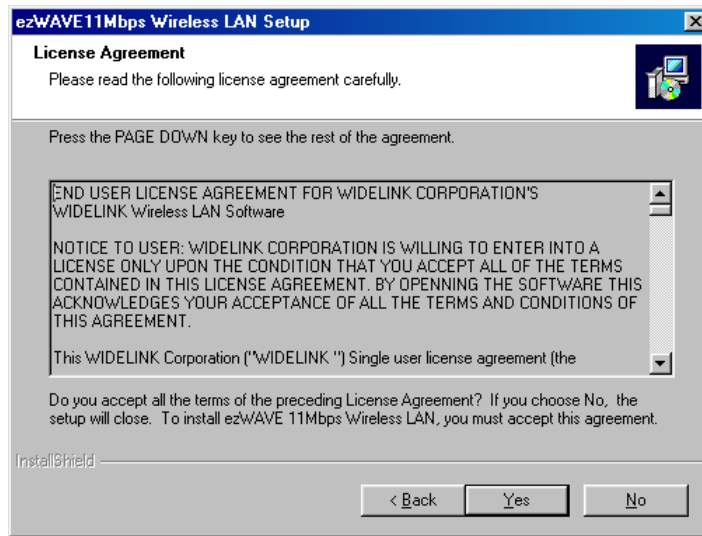 ezWAVE11Mbps Wireless LAN Setup
License Agreement
Please read the following license agreement carefully.
Press the PAGE DOWN key to see the rest of the agreement.
END USER LICENSE AGREEMENT FOR WIDELINK CORPORATION'S
WIDELINK Wireless LAN Software
NOTICE TO USER: WIDELINK CORPORATION IS WILLING TO ENTER INTO A
LICENSE ONLY UPON THE CONDITION THAT YOU ACCEPT ALL OF THE TERMS
CONTAINED IN THIS LICENSE AGREEMENT. BY OPENNING THE SOFTWARE THIS
ACKNOWLEDGES YOUR ACCEPTANCE OF ALL THE TERMS AND CONDITIONS OF
THIS AGREEMENT.
This WIDELINK Corporation ("WIDELINK ") Single user license agreement (the
Do you accept all the terms of the preceding License Agreement? If you choose No, the
setup will close. To install ezWAVE 11Mbps Wireless LAN, you must accept this agreement.
InstallShield
< Back Yes No